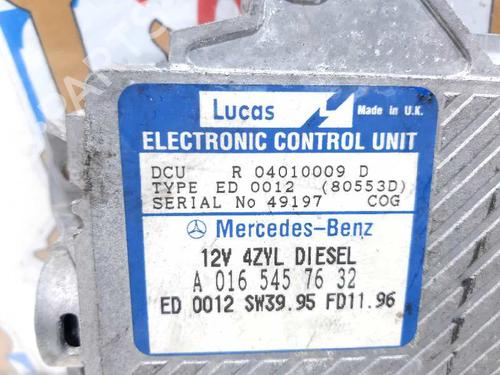 Lucas
Made in U.K.
ELECTRONIC CONTROL UNIT
DCU R 04010009 D
TYPE ED 0012 (80553D)
SERIAL No 49197 COG
Mercedes-Benz
12V 4ZYL DIESEL
A 016 545 76 32
ED 0012 SW39.95 FD11.96